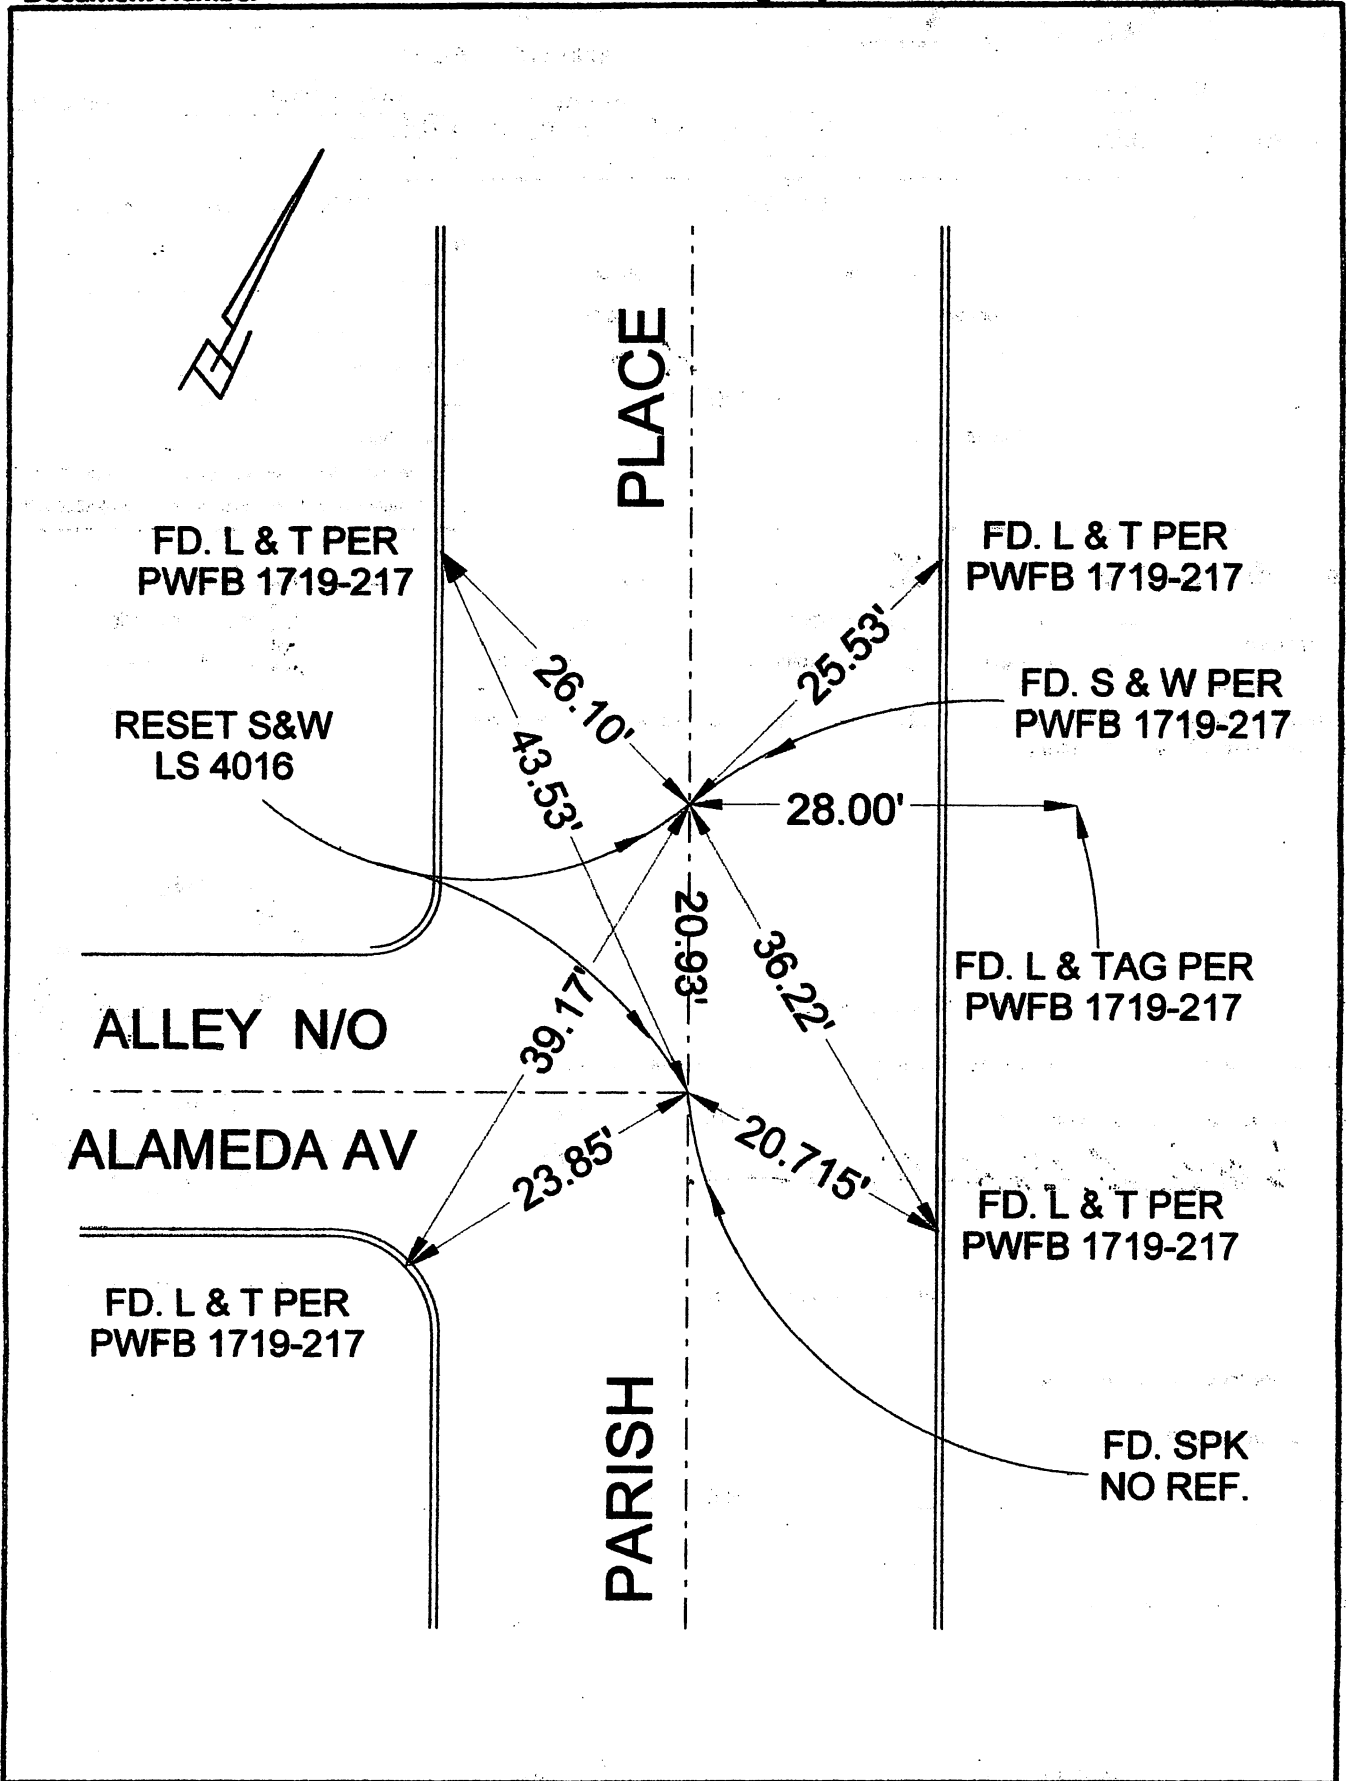 PLACE
FD. L & T PER
PWFB 1719-217
FD. L & T PER
PWFB 1719-217
26.10'
25.53'
FD. S & W PER
PWFB 1719-217
RESET S&W
LS 4016
43.53'
28.00'
20.93'
36.22'
39.17'
FD. L & TAG PER
PWFB 1719-217
ALLEY N/O
ALAMEDA AV
23.85'
20.715'
FD. L & T PER
PWFB 1719-217
FD. L & T PER
PWFB 1719-217
PARISH
FD. SPK
NO REF.